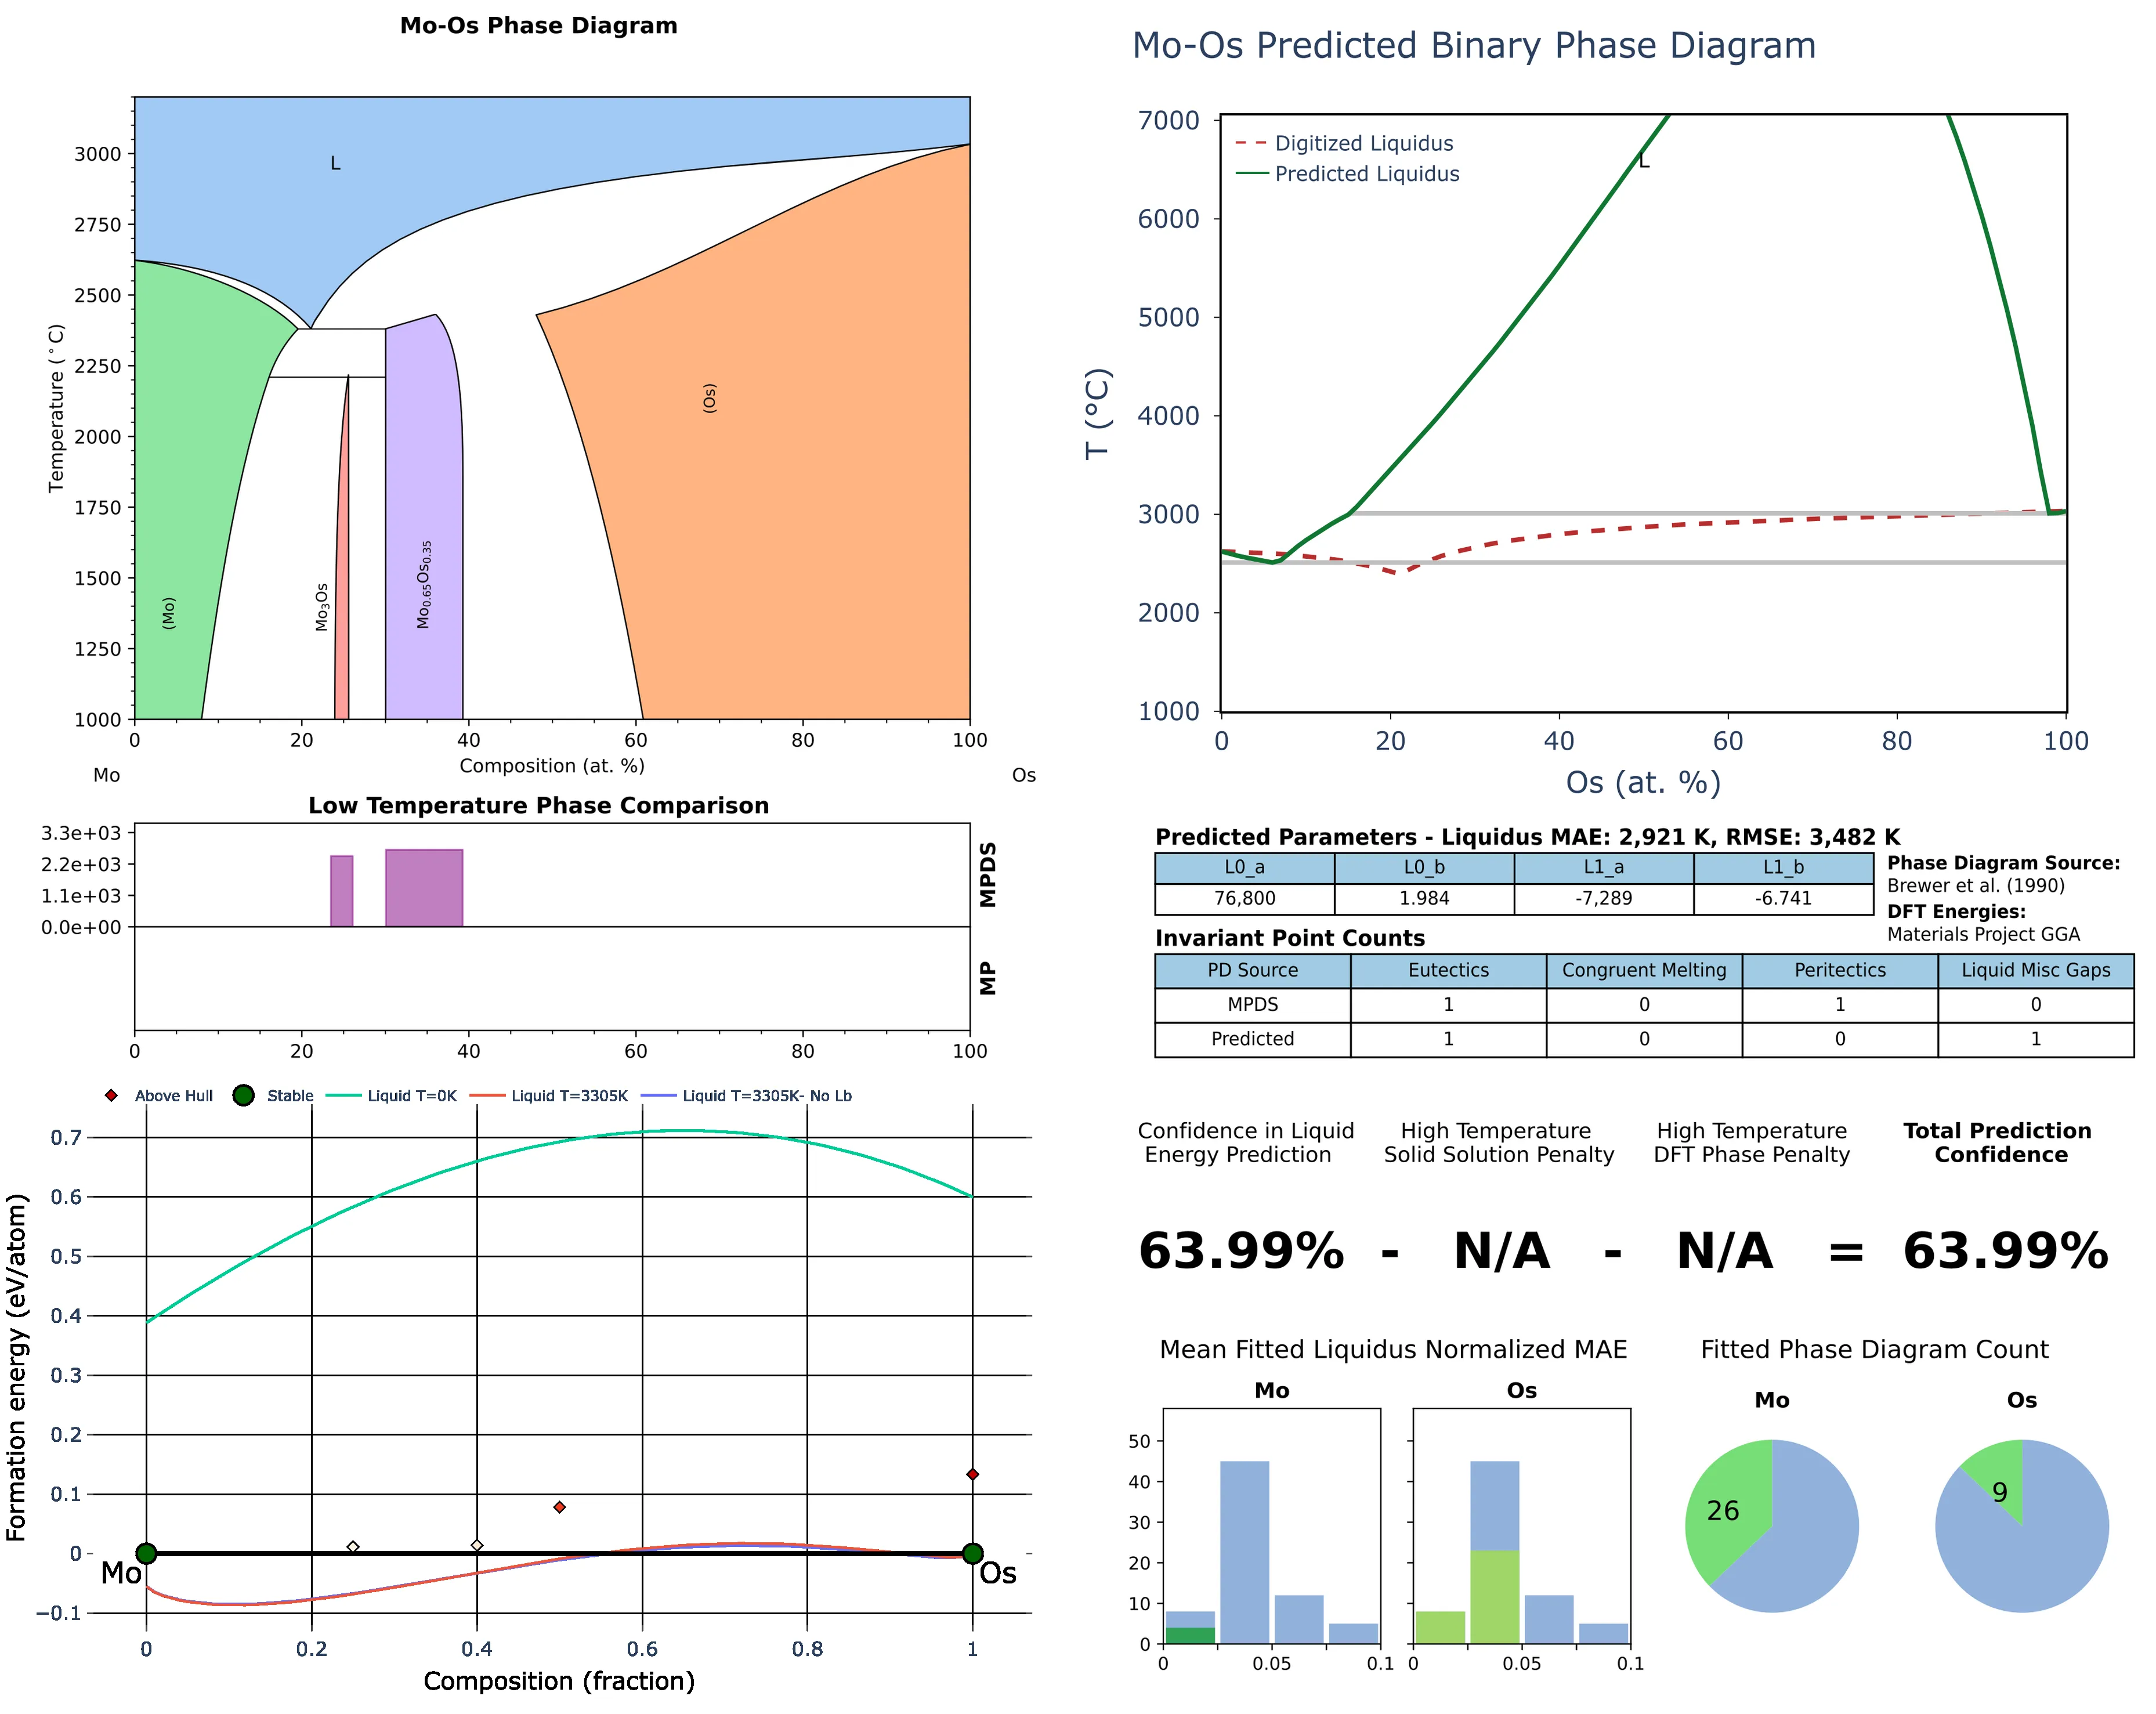 Mo-Os Phase Diagram
3000
2750
2500
2250
2000
1750
1500
1250
1000
Temperature (°C)
L
(Mo)
Mo3Os
Mo0.65Os0.35
(Os)
0 20 40 60 80 100
Composition (at. %)
Mo Os
Low Temperature Phase Comparison
3.3e+03
2.2e+03
1.1e+03
0.0e+00
MPDS
MP
0 20 40 60 80 100
Above Hull Stable Liquid T=0K Liquid T=3305K Liquid T=3305K- No Lb
0.7
0.6
0.5
0.4
0.3
0.2
0.1
0
−0.1
Formation energy (eV/atom)
Mo Os
0 0.2 0.4 0.6 0.8 1
Composition (fraction)
Mo-Os Predicted Binary Phase Diagram
7000
6000
5000
4000
3000
2000
1000
T (°C)
Digitized Liquidus
Predicted Liquidus
L
0 20 40 60 80 100
Os (at. %)
Predicted Parameters - Liquidus MAE: 2,921 K, RMSE: 3,482 K
L0_a L0_b L1_a L1_b
76,800 1.984 -7,289 -6.741
Phase Diagram Source:
Brewer et al. (1990)
DFT Energies:
Materials Project GGA
Invariant Point Counts
PD Source Eutectics Congruent Melting Peritectics Liquid Misc Gaps
MPDS 1 0 1 0
Predicted 1 0 0 1
Confidence in Liquid
Energy Prediction
High Temperature
Solid Solution Penalty
High Temperature
DFT Phase Penalty
Total Prediction
Confidence
63.99% - N/A - N/A = 63.99%
Mean Fitted Liquidus Normalized MAE
Mo Os
50
40
30
20
10
0
0 0.05 0.1 0 0.05 0.1
Fitted Phase Diagram Count
Mo Os
26 9